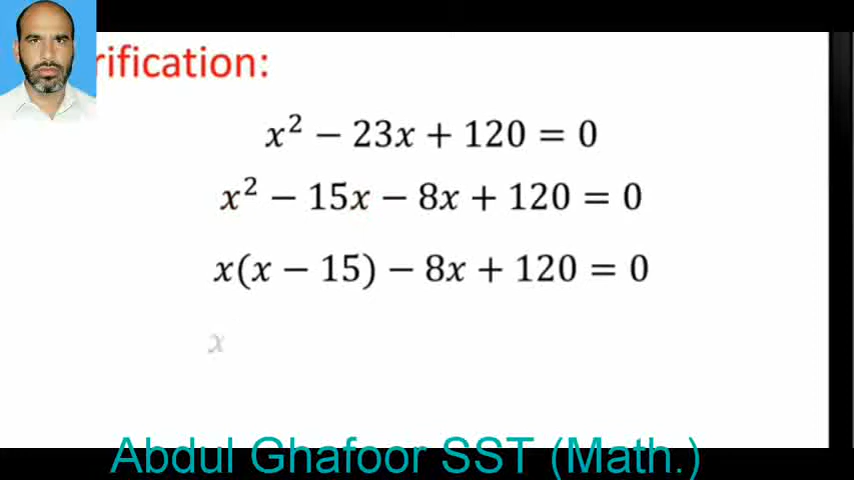 rification:
x² − 23x + 120 = 0
x² − 15x − 8x + 120 = 0
x(x − 15) − 8x + 120 = 0
x
Abdul Ghafoor SST (Math.)